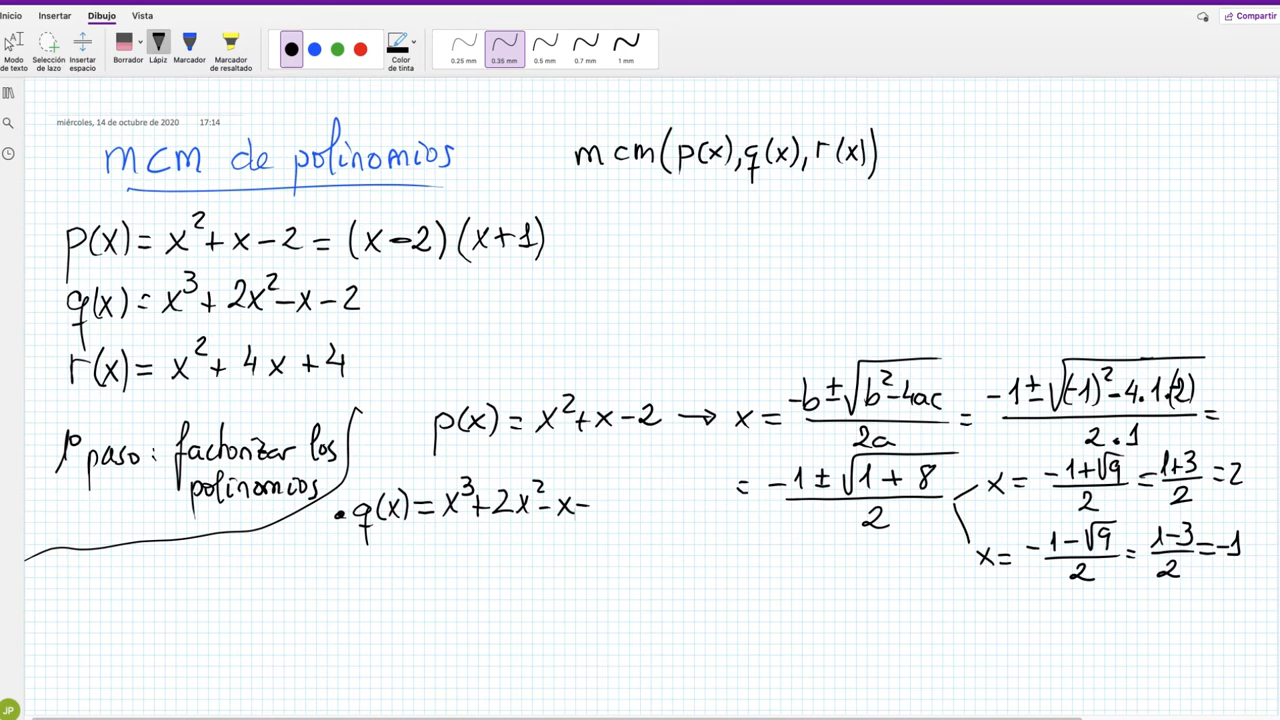 Inicio Insertar Dibujo Vista
Compartir
Modo de texto
Selección de lazo
Insertar espacio
Borrador
Lápiz
Marcador
Marcador de resaltado
Color de tinta
0.25 mm 0.35 mm 0.5 mm 0.7 mm 1 mm
miércoles, 14 de octubre de 2020 17:14
mcm de polinomios
mcm(p(x),q(x),r(x))
p(x) = x²+x-2 = (x-2)(x+1)
q(x) = x³+2x²-x-2
r(x) = x²+4x+4
1º paso: factorizar los
polinomios
p(x) = x²+x-2 → x = (-b±√(b²-4ac))/(2a) = (-1±√((-1)²-4.1.(-2)))/(2.1) =
= (-1±√(1+8))/2
x = (-1+√9)/2 = (1+3)/2 = 2
x = (-1-√9)/2 = (1-3)/2 = -1
• q(x) = x³+2x²-x-
JP